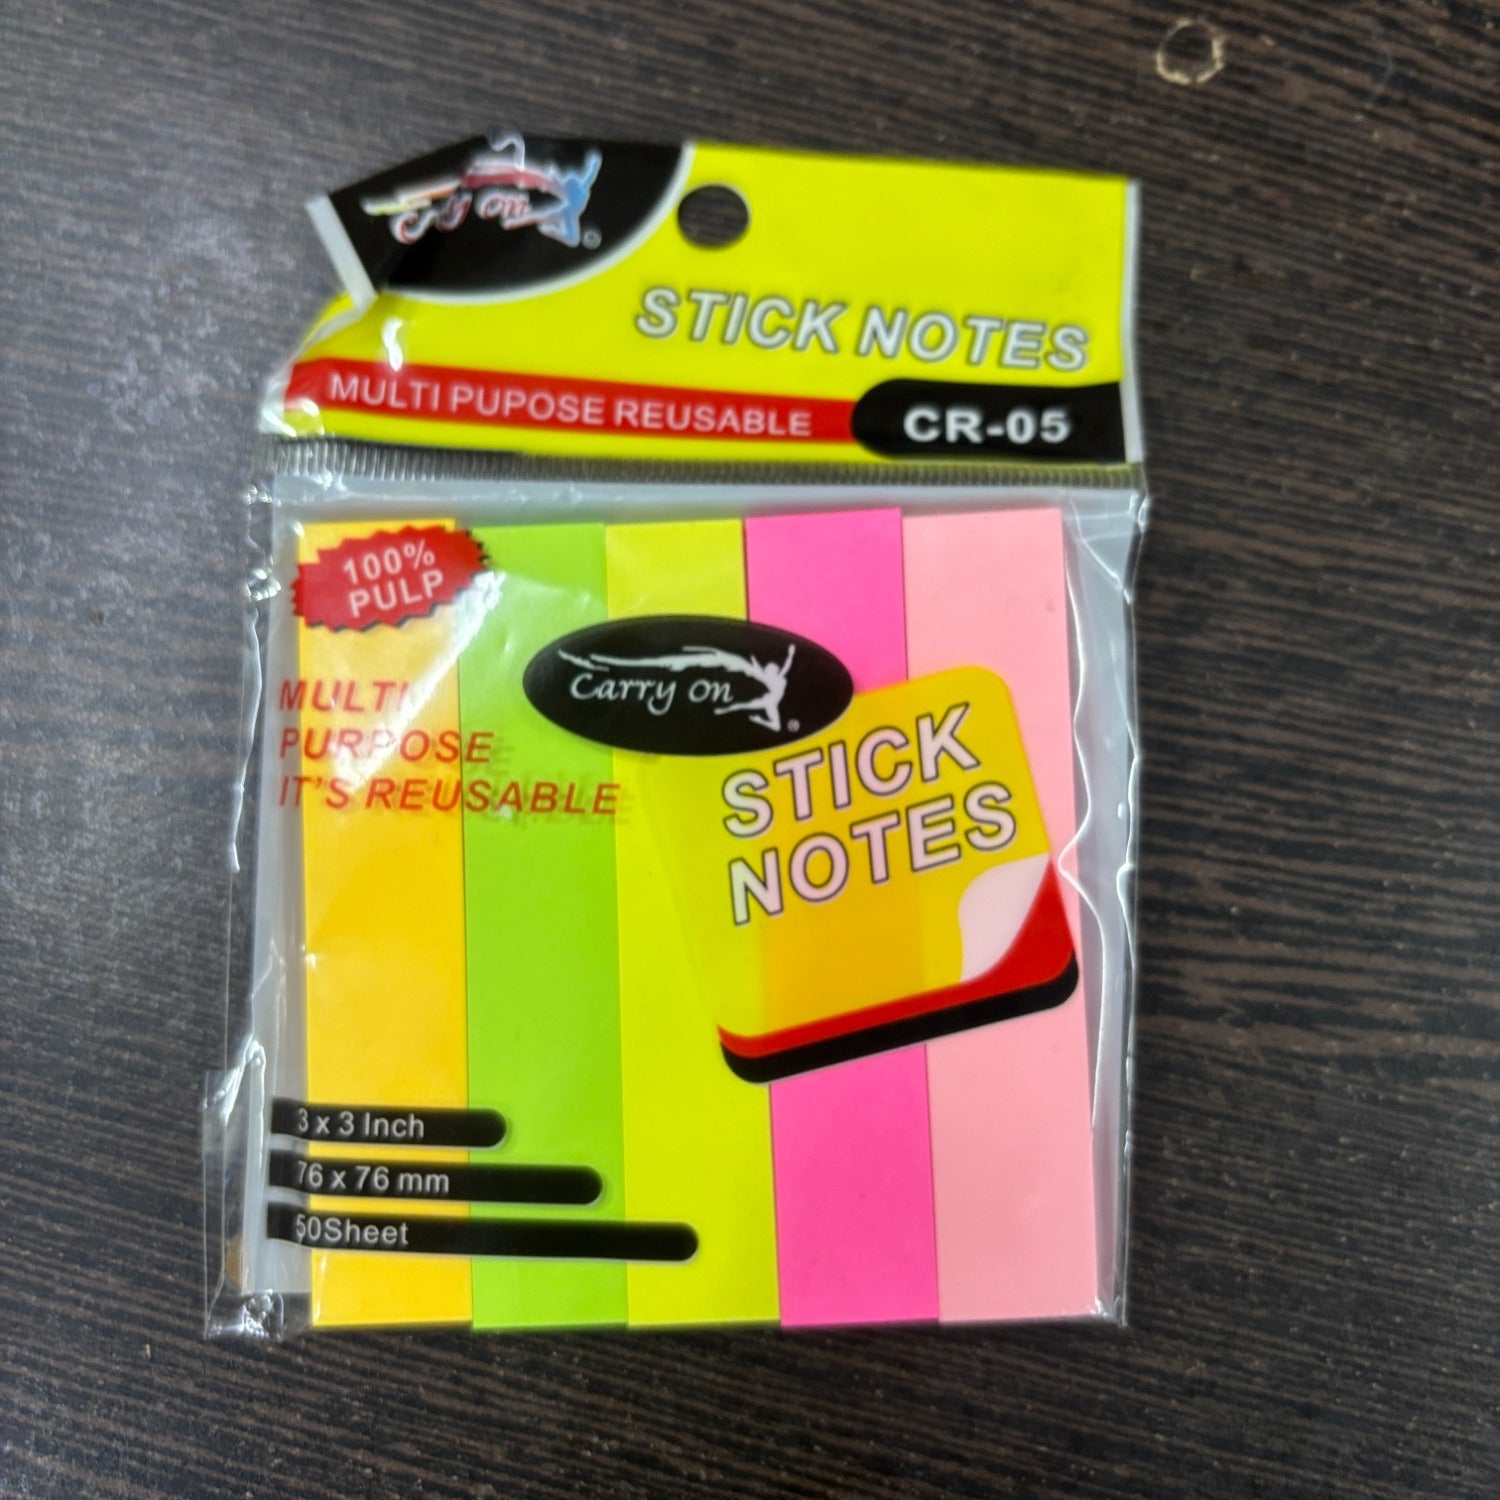 Carry on
STICK NOTES
MULTI PUPOSE REUSABLE
CR-05
100%
PULP
MULTI
PURPOSE
IT'S REUSABLE
Carry on
STICK
NOTES
3 x 3 Inch
76 x 76 mm
50Sheet